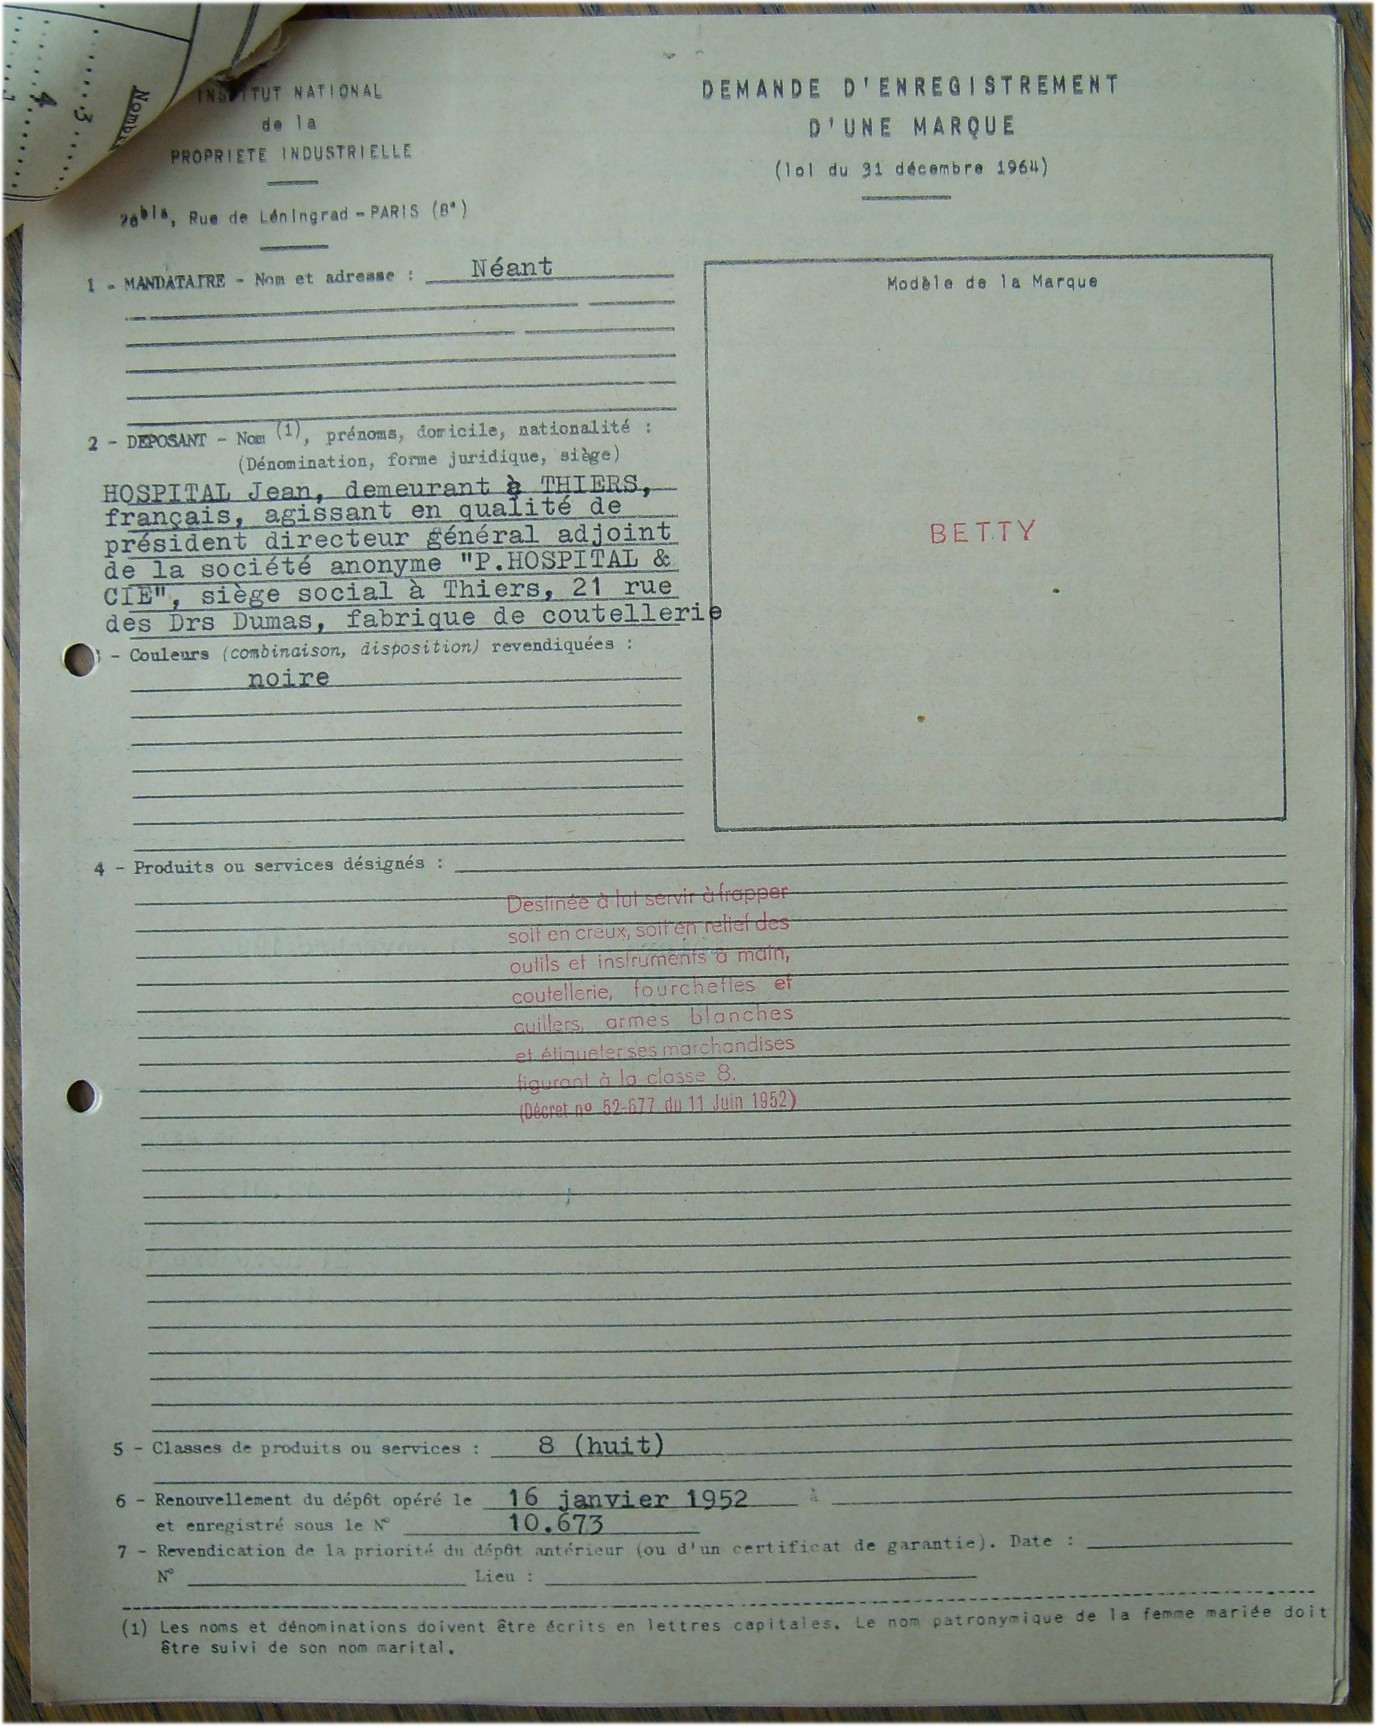 Nomb
3
4
INSTITUT NATIONAL
de la
PROPRIETE INDUSTRIELLE
26bis, Rue de Léningrad - PARIS (8e)
DEMANDE D'ENREGISTREMENT
D'UNE MARQUE
(loi du 31 décembre 1964)
1 - MANDATAIRE - Nom et adresse : Néant
2 - DEPOSANT - Nom (1), prénoms, domicile, nationalité :
(Dénomination, forme juridique, siège)
HOSPITAL Jean, demeurant à THIERS,
français, agissant en qualité de
président directeur général adjoint
de la société anonyme "P.HOSPITAL &
CIE", siège social à Thiers, 21 rue
des Drs Dumas, fabrique de coutellerie
- Couleurs (combinaison, disposition) revendiquées :
noire
Modèle de la Marque
BETTY
4 - Produits ou services désignés :
Destinée à lui servir à frapper
soit en creux, soit en relief des
outils et instruments à main,
coutellerie, fourchettes et
cuillers, armes blanches
et étiqueter ses marchandises
figurant à la classe 8.
(Décret nº 52-677 du 11 Juin 1952)
5 - Classes de produits ou services : 8 (huit)
6 - Renouvellement du dépôt opéré le 16 janvier 1952 à
et enregistré sous le N° 10.673
7 - Revendication de la priorité du dépôt antérieur (ou d'un certificat de garantie). Date :
N° Lieu :
(1) Les noms et dénominations doivent être écrits en lettres capitales. Le nom patronymique de la femme mariée doit
être suivi de son nom marital.